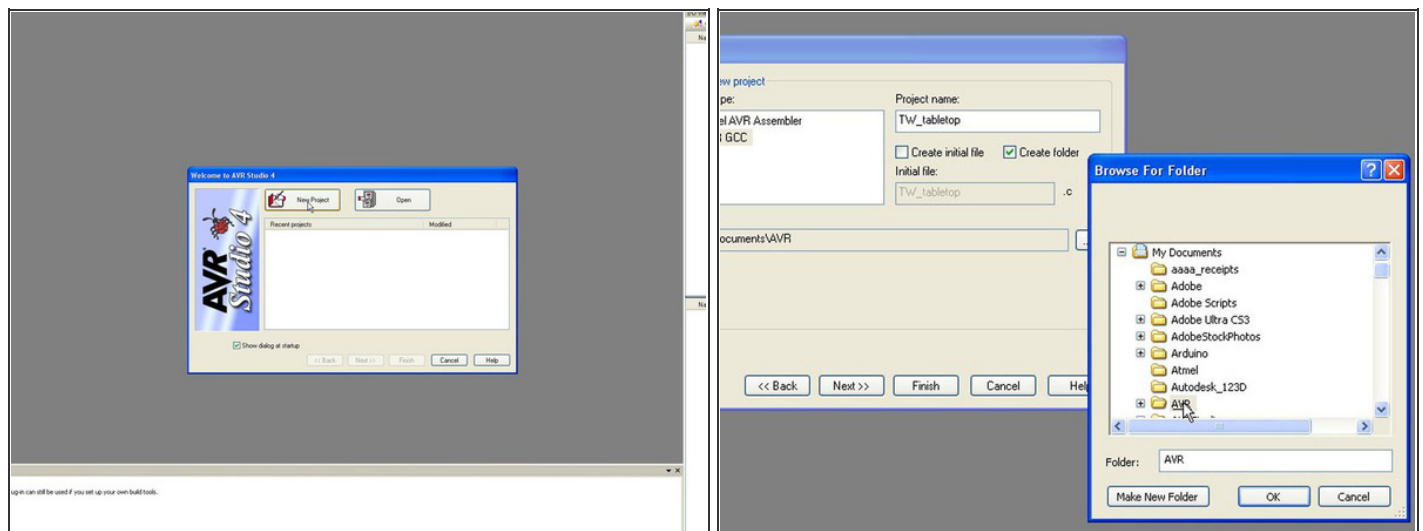 Na
Welcome to AVR Studio 4
New Project
Open
Recent projects
Modified
AVR
Studio 4
Show dialog at startup
<< Back
Next >>
Finish
Cancel
Help
Na
ug-in can still be used if you set up your own build tools.
ew project
pe:
Project name:
el AVR Assembler
TW_tabletop
GCC
Create initial file
Create folder
Initial file:
TW_tabletop
.c
ocuments\AVR
<< Back
Next >>
Finish
Cancel
Help
Browse For Folder
My Documents
aaaa_receipts
Adobe
Adobe Scripts
Adobe Ultra CS3
AdobeStockPhotos
Arduino
Atmel
Autodesk_123D
AVR
Folder:
AVR
Make New Folder
OK
Cancel